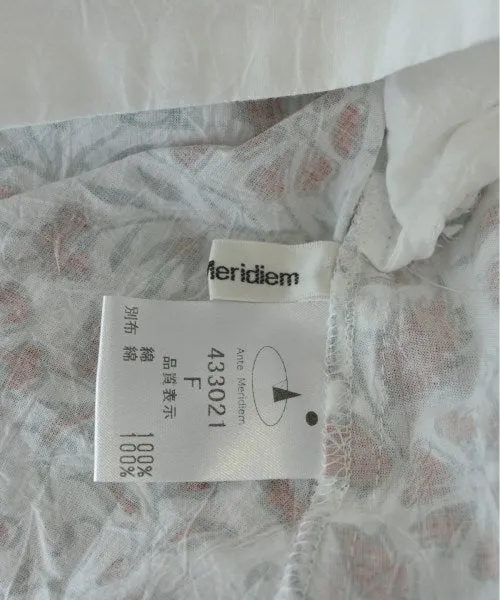 Meridiem
Ante Meridiem
433021
F
品質表示
綿 100%
別布 綿 100%